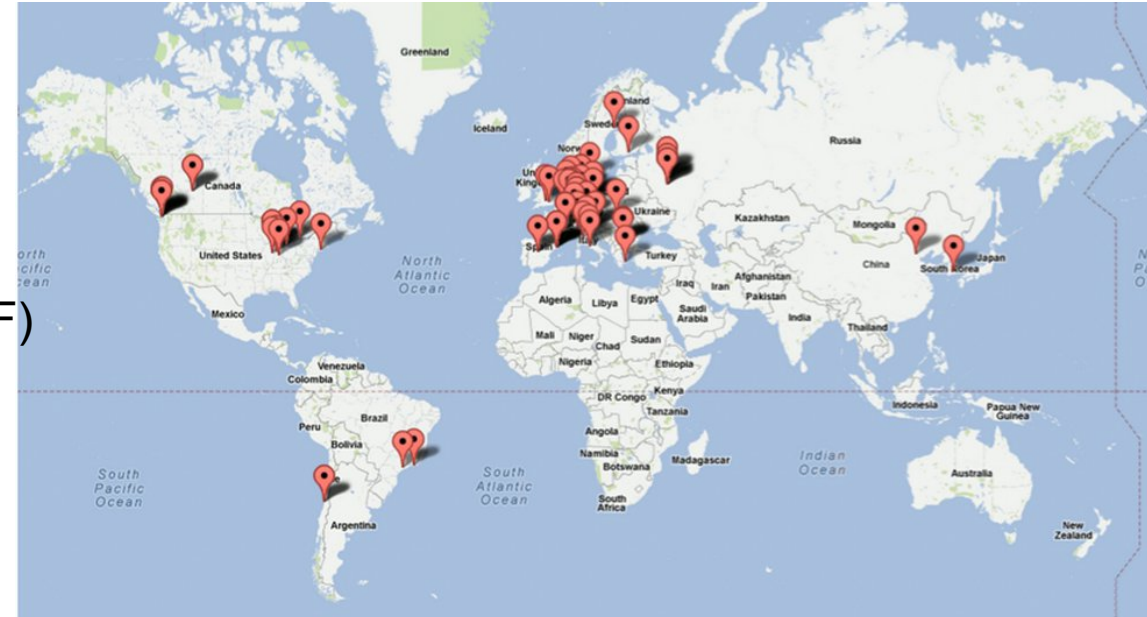 Greenland
Iceland
Finland
Sweden
Norw
Russia
Canada
Un
King
Ukraine
Kazakhstan
Mongolia
Spain
North
Pacific
Ocean
United States
North
Atlantic
Ocean
Turkey
China
South Korea
Japan
Iraq
Iran
Afghanistan
Pakistan
F)
Mexico
Algeria
Libya
Egypt
Saudi
Arabia
India
Thailand
Mali
Niger
Chad
Sudan
Nigeria
Ethiopia
Venezuela
Colombia
DR Congo
Kenya
Tanzania
Indonesia
Papua New
Guinea
Peru
Brazil
Bolivia
Angola
Namibia
Botswana
Madagascar
South
Africa
Indian
Ocean
Australia
South
Pacific
Ocean
South
Atlantic
Ocean
Argentina
New
Zealand